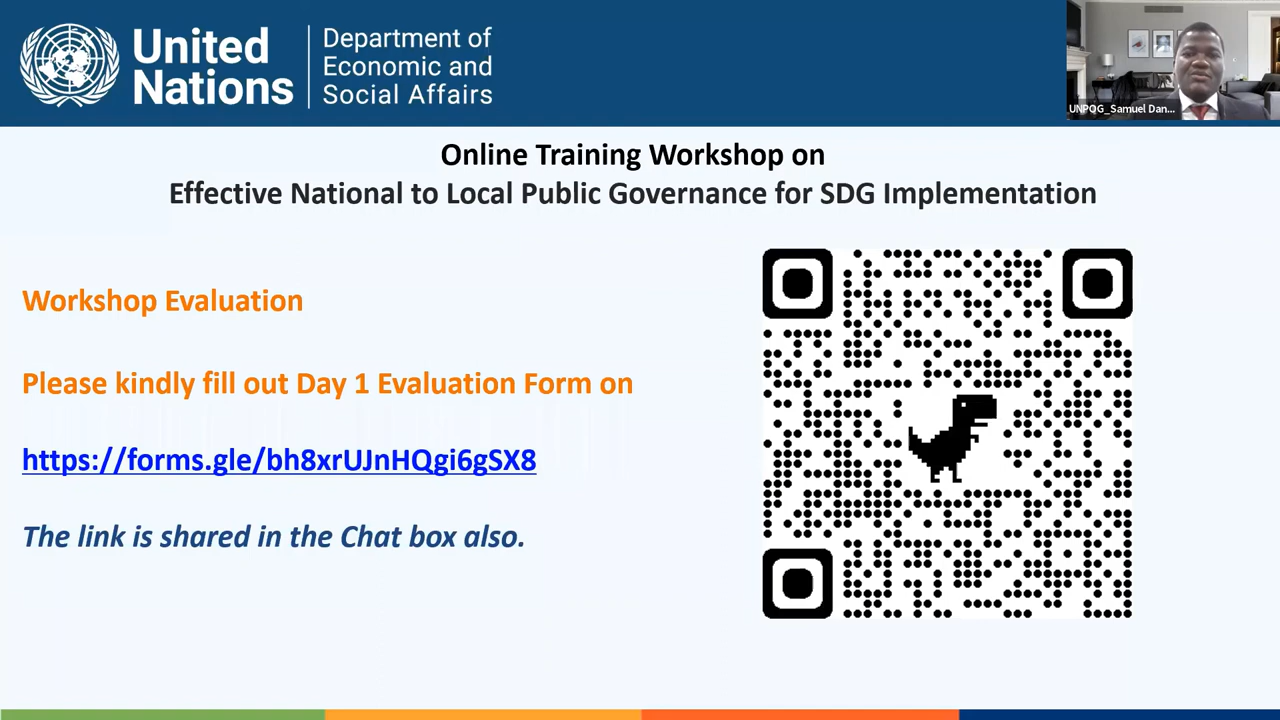 United
Nations
Department of
Economic and
Social Affairs
UNPOG_Samuel Dan...
Online Training Workshop on
Effective National to Local Public Governance for SDG Implementation
Workshop Evaluation
Please kindly fill out Day 1 Evaluation Form on
https://forms.gle/bh8xrUJnHQgi6gSX8
The link is shared in the Chat box also.